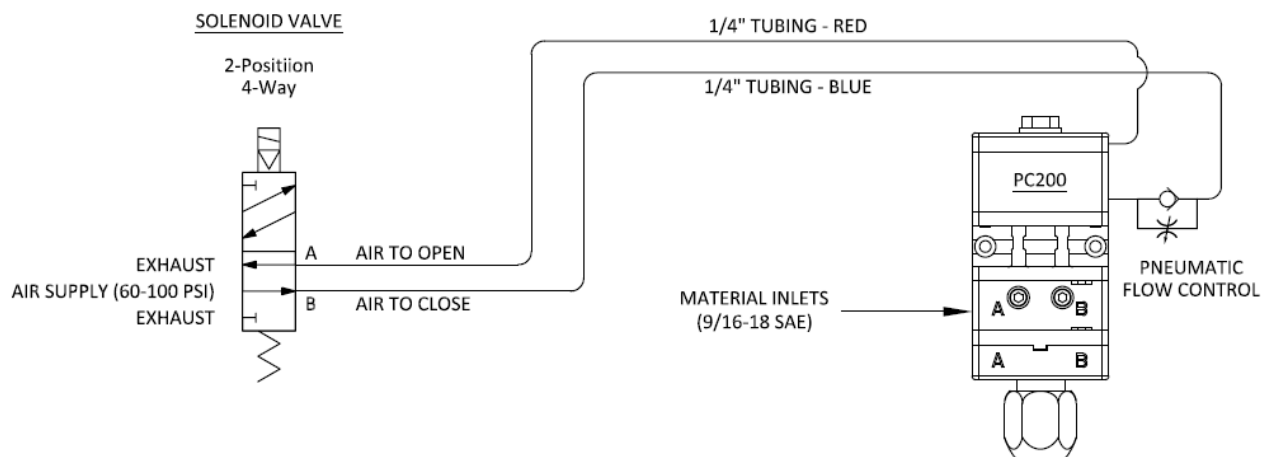 SOLENOID VALVE
2-Positiion
4-Way
1/4" TUBING - RED
1/4" TUBING - BLUE
PC200
A
AIR TO OPEN
EXHAUST
AIR SUPPLY (60-100 PSI)
B
AIR TO CLOSE
EXHAUST
PNEUMATIC
FLOW CONTROL
MATERIAL INLETS
(9/16-18 SAE)
A B
A B